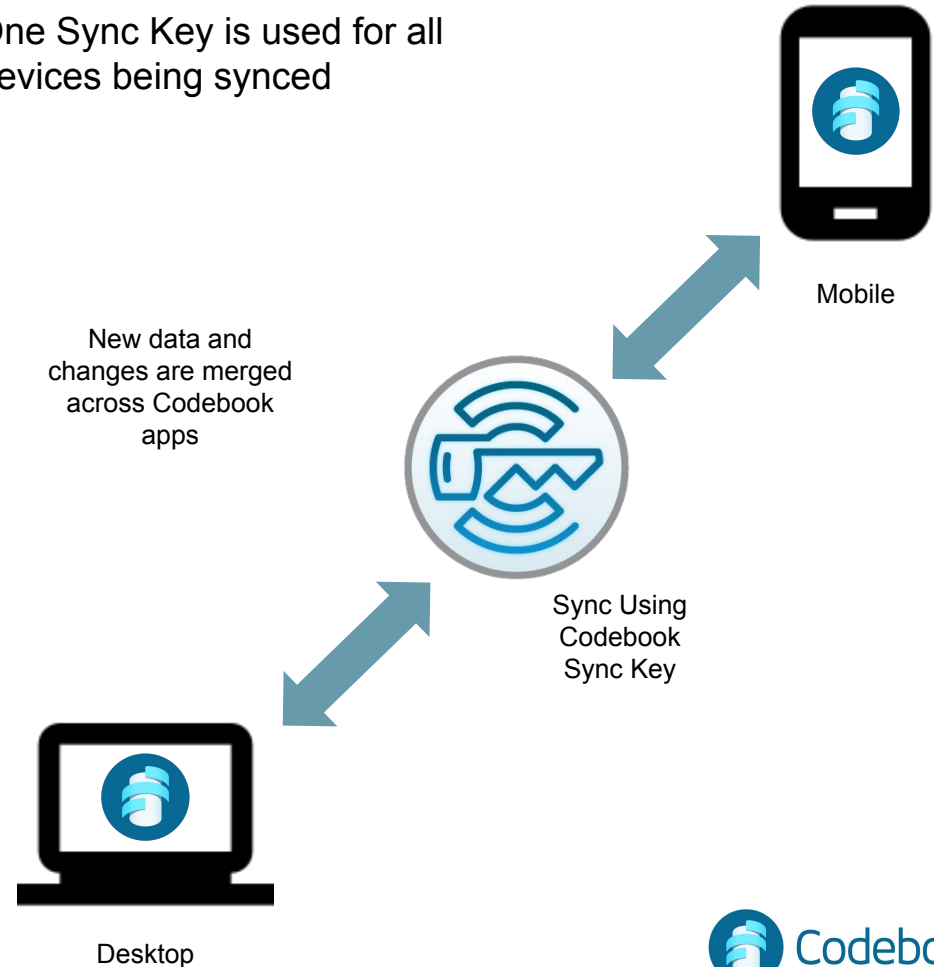 One Sync Key is used for all
devices being synced
Mobile
New data and
changes are merged
across Codebook
apps
Sync Using
Codebook
Sync Key
Desktop
Codebo